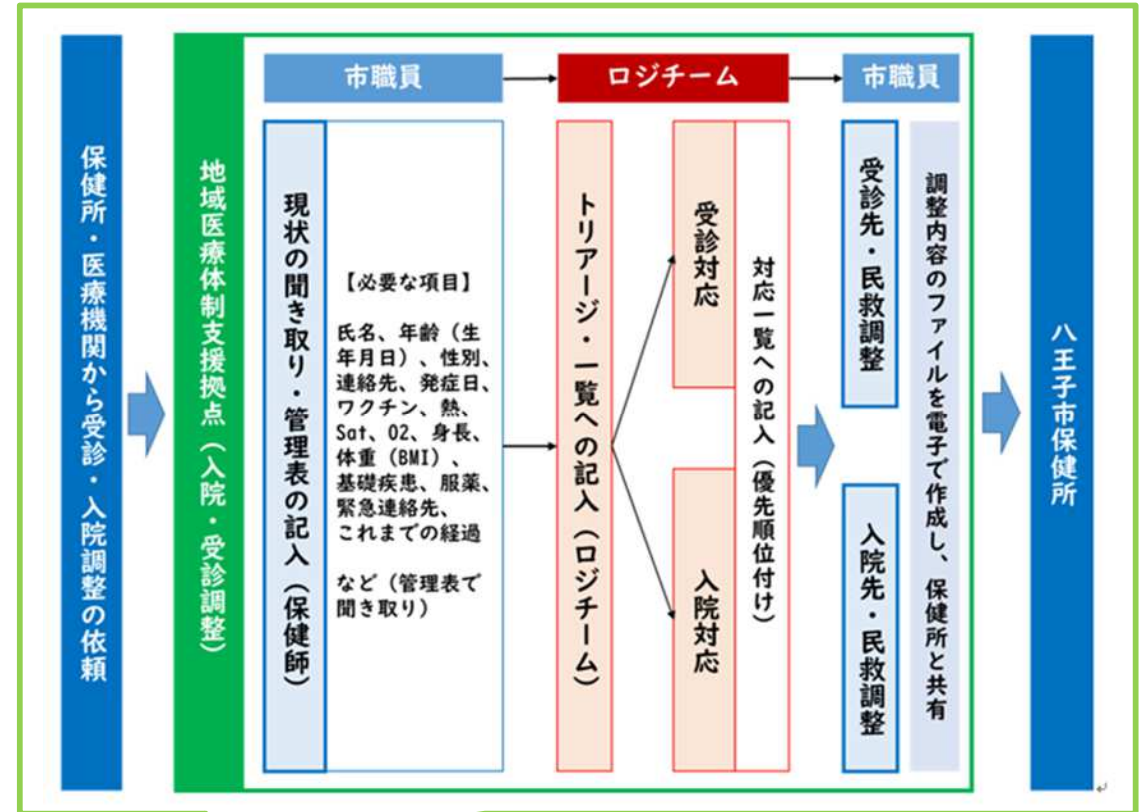 保健所・医療機関から受診・入院調整の依頼
地域医療体制支援拠点（入院・受診調整）
市職員
現状の聞き取り・管理表の記入（保健師）
【必要な項目】
氏名、年齢（生
年月日）、性別、
連絡先、発症日、
ワクチン、熱、
Sat、O2、身長、
体重（BMI）、
基礎疾患、服薬、
緊急連絡先、
これまでの経過
など（管理表で
聞き取り）
ロジチーム
トリアージ・一覧への記入（ロジチーム）
受診対応
入院対応
対応一覧への記入（優先順位付け）
市職員
受診先・民救調整
入院先・民救調整
調整内容のファイルを電子で作成し、保健所と共有
八王子市保健所